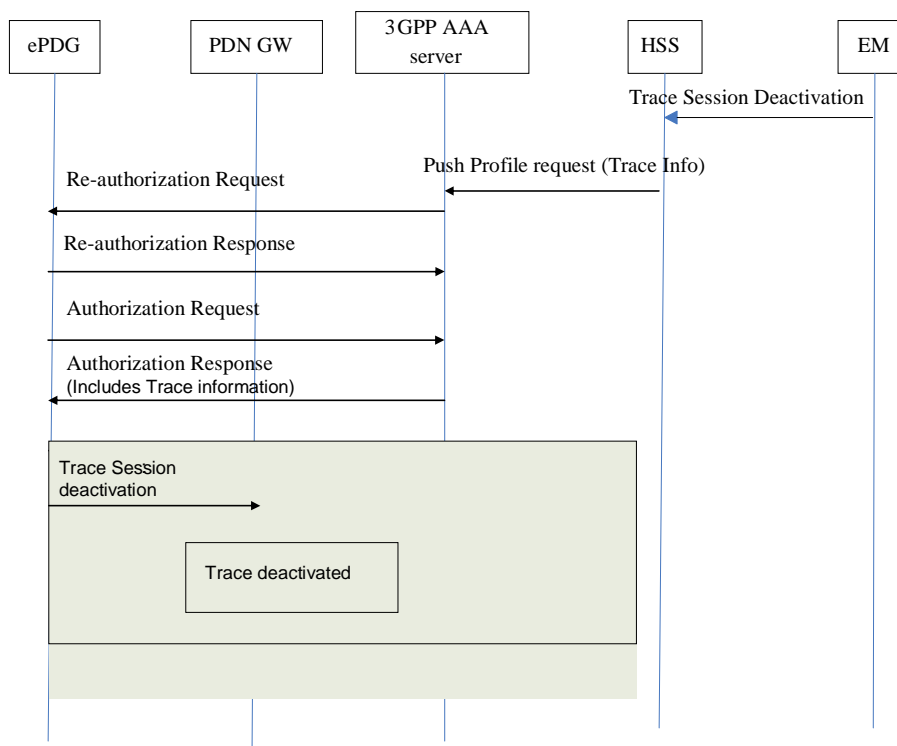 ePDG
PDN GW
3GPP AAA
server
HSS
EM
Trace Session Deactivation
Push Profile request (Trace Info)
Re-authorization Request
Re-authorization Response
Authorization Request
Authorization Response
(Includes Trace information)
Trace Session
deactivation
Trace deactivated